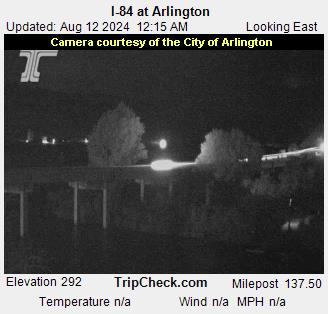 I-84 at Arlington
Updated: Aug 12 2024 12:15 AM Looking East
Camera courtesy of the City of Arlington
Elevation 292 TripCheck.com Milepost 137.50
Temperature n/a Wind n/a MPH n/a